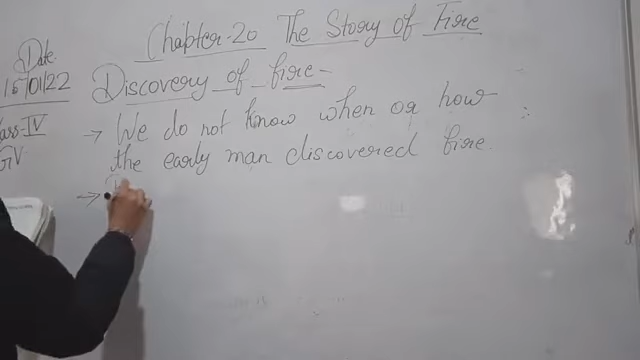 Chapter-20 The Story of Fire
Date
15/01/22
Discovery of fire-
Class-IV
→ We do not know when or how
GV
the early man discovered fire.
→